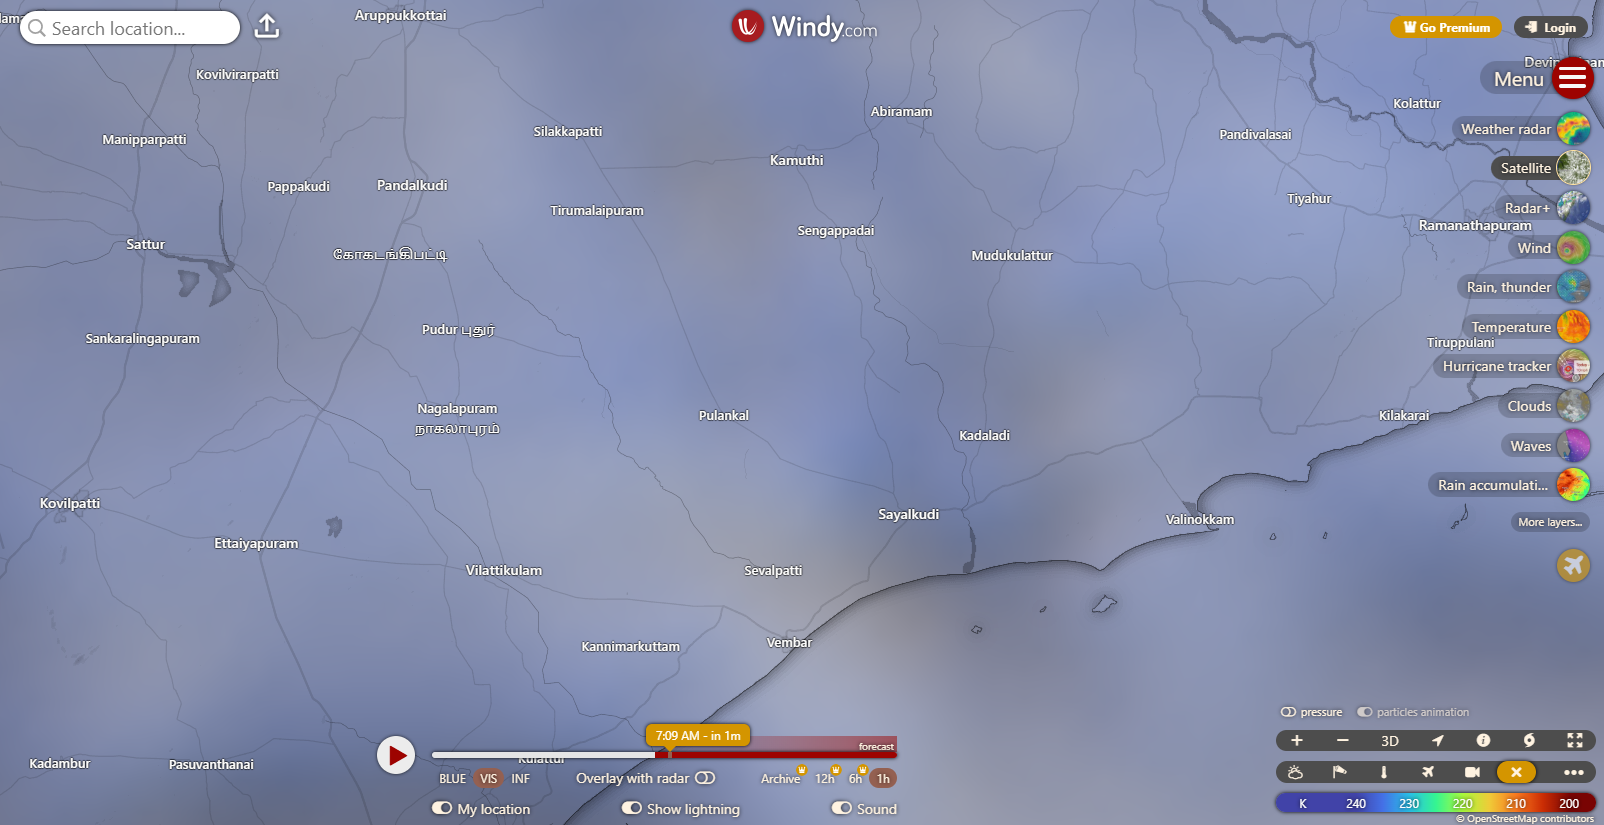 Aruppukkottai
Search location...
Windy.com
Go Premium
Login
Kovilvirarpatti
Menu
Kolattur
Abiramam
Weather radar
Manipparpatti
Silakkapatti
Pandivalasai
Kamuthi
Satellite
Pappakudi
Pandalkudi
Tiyahur
Radar+
Tirumalaipuram
Ramanathapuram
Sengappadai
Sattur
Wind
கோகடங்கிபட்டி
Mudukulattur
Rain, thunder
Pudur புதூர்
Temperature
Sankaralingapuram
Tiruppulani
Hurricane tracker
Nagalapuram
நாகலாபுரம்
Clouds
Pulankal
Kilakarai
Kadaladi
Waves
Rain accumulati...
Kovilpatti
Sayalkudi
Valinokkam
More layers...
Ettaiyapuram
Vilattikulam
Sevalpatti
Kannimarkuttam
Vembar
pressure
particles animation
7:09 AM - in 1m
forecast
3D
Kadambur
Pasuvanthanai
Kulattur
BLUE VIS INF
Overlay with radar
Archive 12h 6h 1h
My location
Show lightning
Sound
K 240 230 220 210 200
© OpenStreetMap contributors